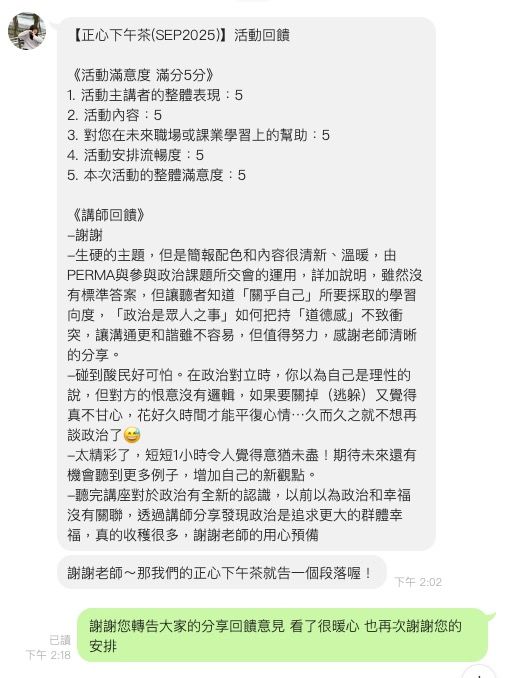 【正心下午茶(SEP2025)】活動回饋
《活動滿意度 滿分5分》
1. 活動主講者的整體表現：5
2. 活動內容：5
3. 對您在未來職場或課業學習上的幫助：5
4. 活動安排流暢度：5
5. 本次活動的整體滿意度：5
《講師回饋》
–謝謝
–生硬的主題，但是簡報配色和內容很清新、溫暖，由
PERMA與參與政治課題所交會的運用，詳加說明，雖然沒
有標準答案，但讓聽者知道「關乎自己」所要採取的學習
向度，「政治是眾人之事」如何把持「道德感」不致衝
突，讓溝通更和諧雖不容易，但值得努力，感謝老師清晰
的分享。
–碰到酸民好可怕。在政治對立時，你以為自己是理性的
說，但對方的恨意沒有邏輯，如果要關掉（逃躲）又覺得
真不甘心，花好久時間才能平復心情⋯久而久之就不想再
談政治了😅
–太精彩了，短短1小時令人覺得意猶未盡！期待未來還有
機會聽到更多例子，增加自己的新觀點。
–聽完講座對於政治有全新的認識，以前以為政治和幸福
沒有關聯，透過講師分享發現政治是追求更大的群體幸
福，真的收穫很多，謝謝老師的用心預備
謝謝老師～那我們的正心下午茶就告一個段落喔！
下午 2:02
謝謝您轉告大家的分享回饋意見 看了很暖心 也再次謝謝您的
安排
已讀
下午 2:18